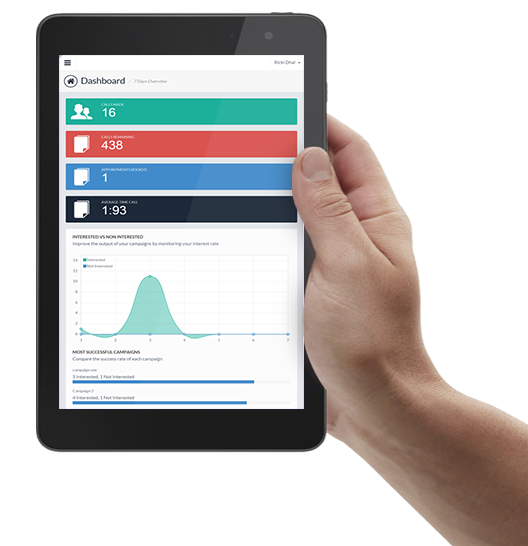 Ricki Dhal
Dashboard > 7 Days Overview
CALLS MADE
16
CALLS REMAINING
438
APPOINTMENTS BOOKED
1
AVERAGE TIME CALL
1:93
INTERESTED VS NON INTERESTED
Improve the output of your campaigns by monitoring your interest rate
14
12
10
8
6
4
2
0
Interested
Not Interested
1 2 3 4 5 6 7
MOST SUCCESSFUL CAMPAIGNS
Compare the success rate of each campaign
Campaign one
5 Interested, 1 Not Interested
Campaign 2
4 Interested, 1 Not Interested